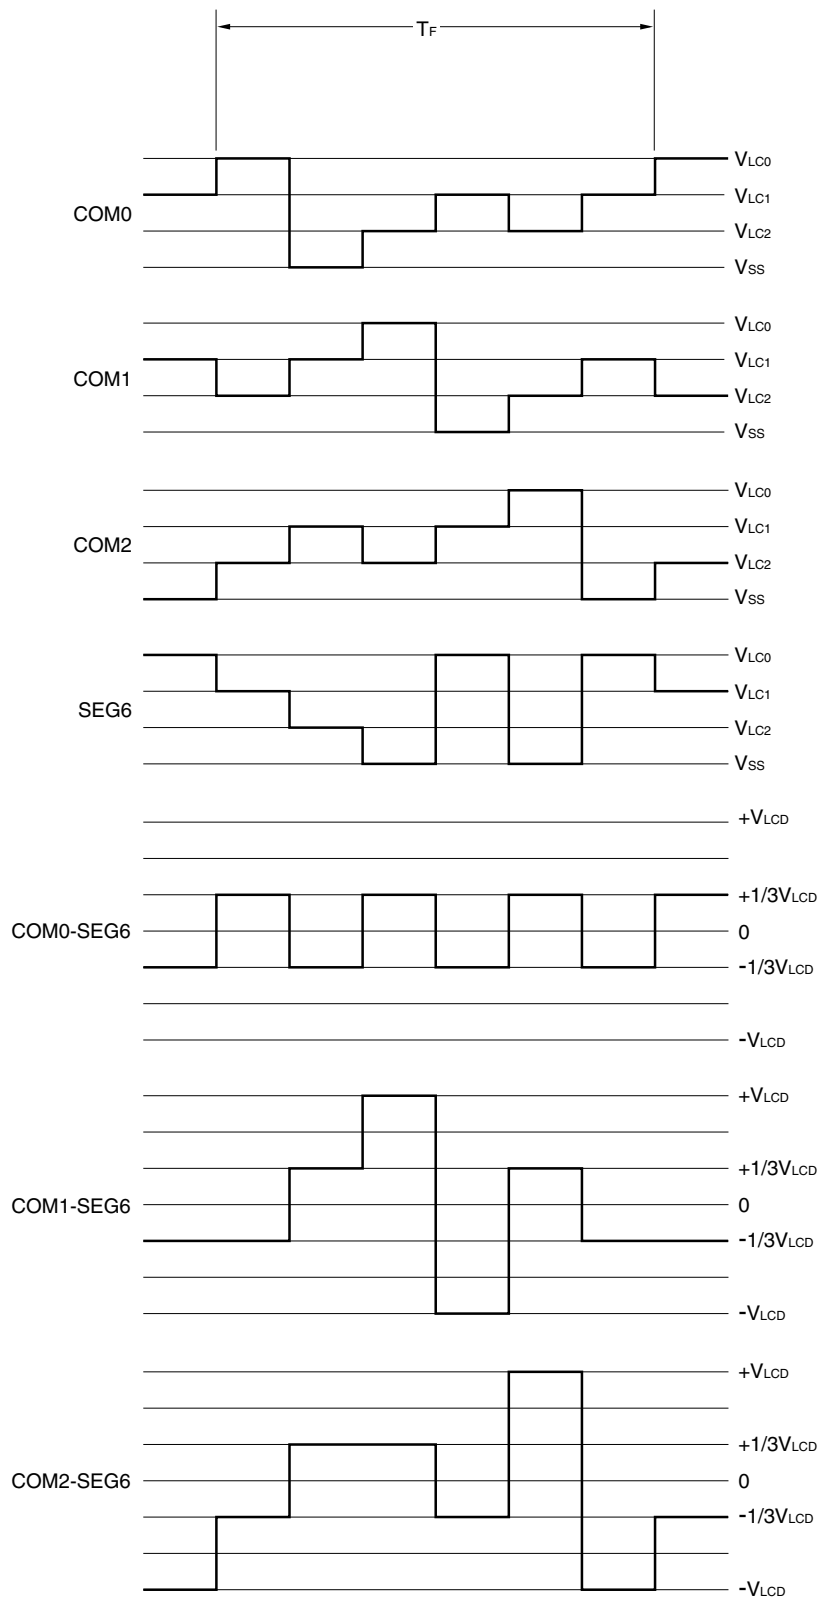 TF
COM0
VLC0
VLC1
VLC2
VSS
COM1
VLC0
VLC1
VLC2
VSS
COM2
VLC0
VLC1
VLC2
VSS
SEG6
VLC0
VLC1
VLC2
VSS
COM0-SEG6
+VLCD
+1/3VLCD
0
-1/3VLCD
-VLCD
COM1-SEG6
+VLCD
+1/3VLCD
0
-1/3VLCD
-VLCD
COM2-SEG6
+VLCD
+1/3VLCD
0
-1/3VLCD
-VLCD